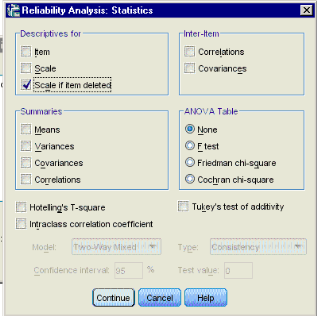 Reliability Analysis: Statistics
Descriptives for
Item
Scale
Scale if item deleted
Inter-Item
Correlations
Covariances
Summaries
Means
Variances
Covariances
Correlations
ANOVA Table
None
F test
Friedman chi-square
Cochran chi-square
Hotelling's T-square
Tukey's test of additivity
Intraclass correlation coefficient
Model: Two-Way Mixed Type: Consistency
Confidence interval: 95 % Test value: 0
Continue Cancel Help